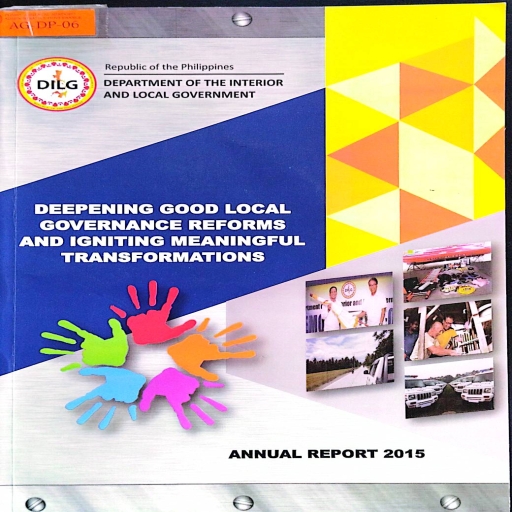 AG-DP-06
DILG
Republic of the Philippines
DEPARTMENT OF THE INTERIOR
AND LOCAL GOVERNMENT
DEEPENING GOOD LOCAL
GOVERNANCE REFORMS
AND IGNITING MEANINGFUL
TRANSFORMATIONS
ANNUAL REPORT 2015